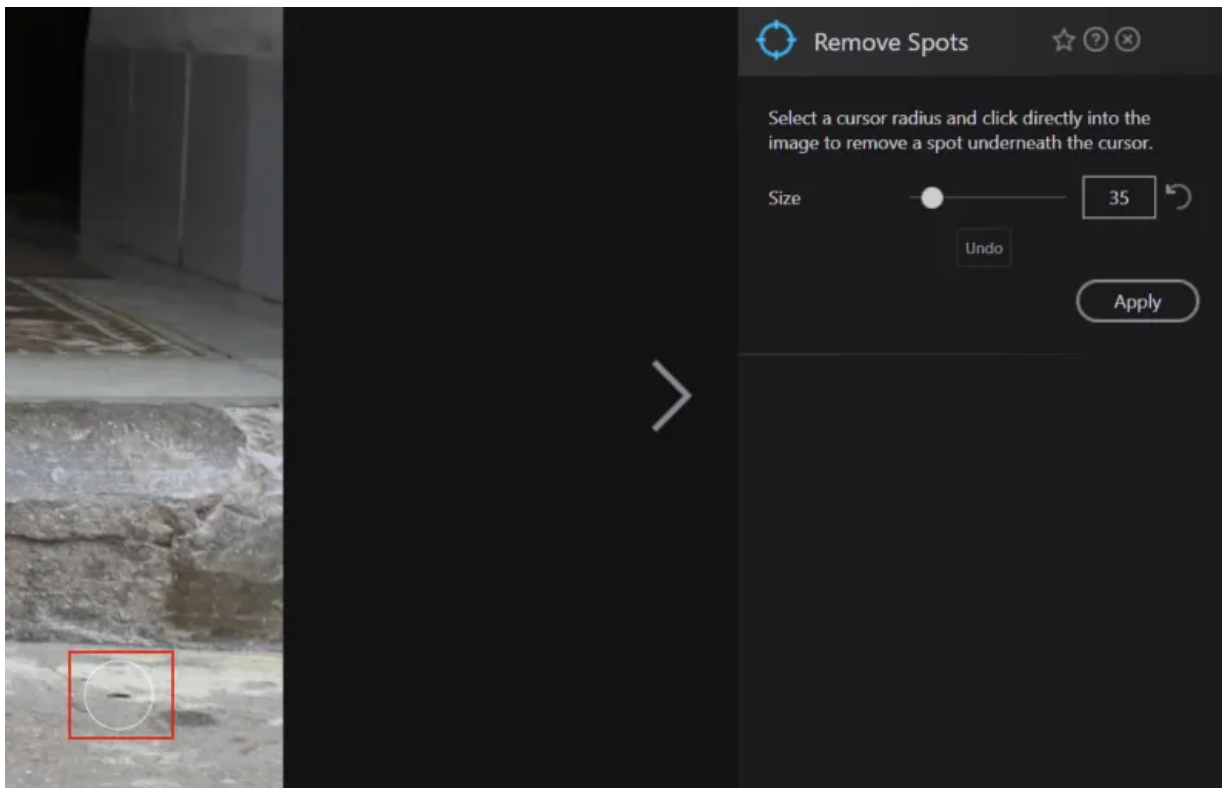 Remove Spots
Select a cursor radius and click directly into the
image to remove a spot underneath the cursor.
Size 35
Undo
Apply